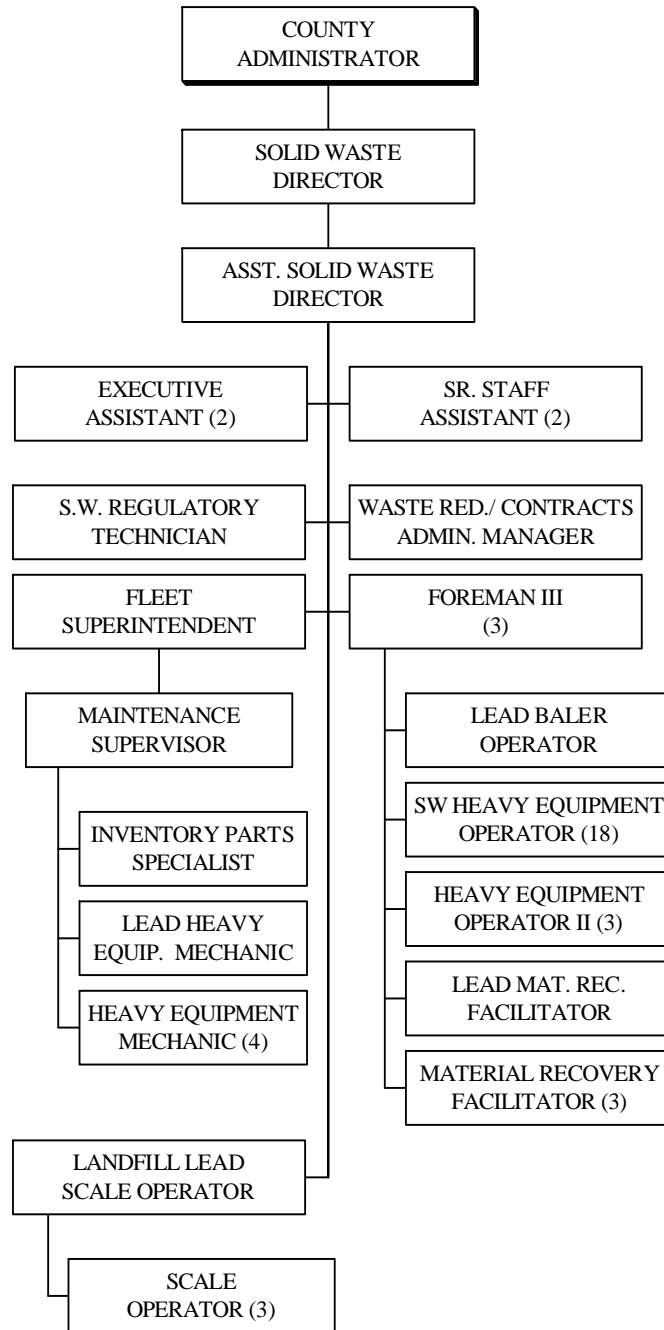 COUNTY
ADMINISTRATOR
SOLID WASTE
DIRECTOR
ASST. SOLID WASTE
DIRECTOR
EXECUTIVE
ASSISTANT (2)
SR. STAFF
ASSISTANT (2)
S.W. REGULATORY
TECHNICIAN
WASTE RED./ CONTRACTS
ADMIN. MANAGER
FLEET
SUPERINTENDENT
FOREMAN III
(3)
MAINTENANCE
SUPERVISOR
INVENTORY PARTS
SPECIALIST
LEAD HEAVY
EQUIP. MECHANIC
HEAVY EQUIPMENT
MECHANIC (4)
LEAD BALER
OPERATOR
SW HEAVY EQUIPMENT
OPERATOR (18)
HEAVY EQUIPMENT
OPERATOR II (3)
LEAD MAT. REC.
FACILITATOR
MATERIAL RECOVERY
FACILITATOR (3)
LANDFILL LEAD
SCALE OPERATOR
SCALE
OPERATOR (3)